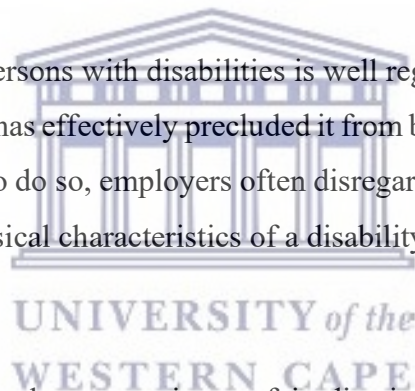 ersons with disabilities is well reg
has effectively precluded it from b
o do so, employers often disregar
sical characteristics of a disability
UNIVERSITY of the
WESTERN CAPE